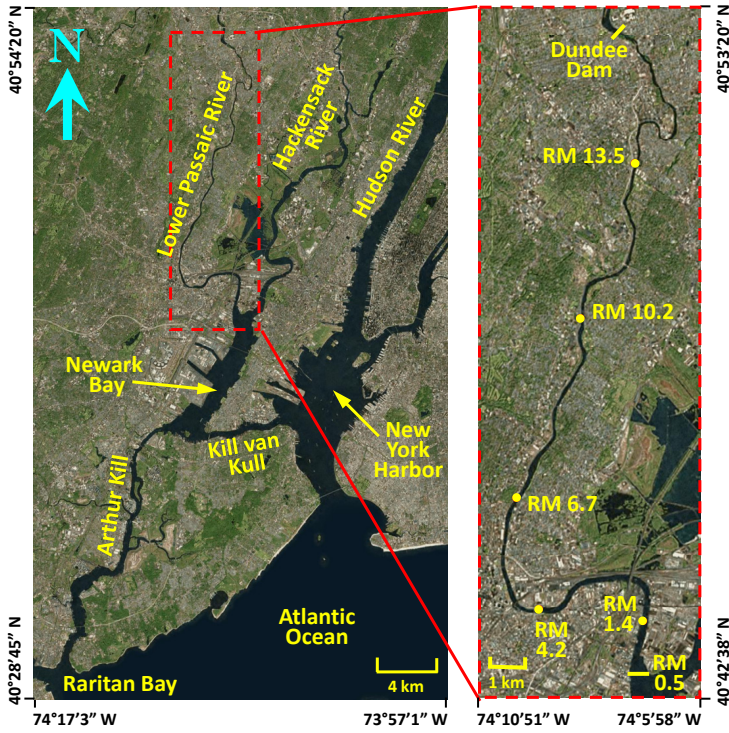 40°54'20" N
N
Lower Passaic River
Hackensack
River
Hudson River
Newark
Bay
Kill van
Kull
New
York
Harbor
Arthur Kill
Atlantic
Ocean
Raritan Bay
4 km
40°28'45" N
74°17'3" W
73°57'1" W
40°53'20" N
Dundee
Dam
RM 13.5
RM 10.2
RM 6.7
RM
4.2
RM
1.4
RM
0.5
1 km
40°42'38" N
74°10'51" W
74°5'58" W